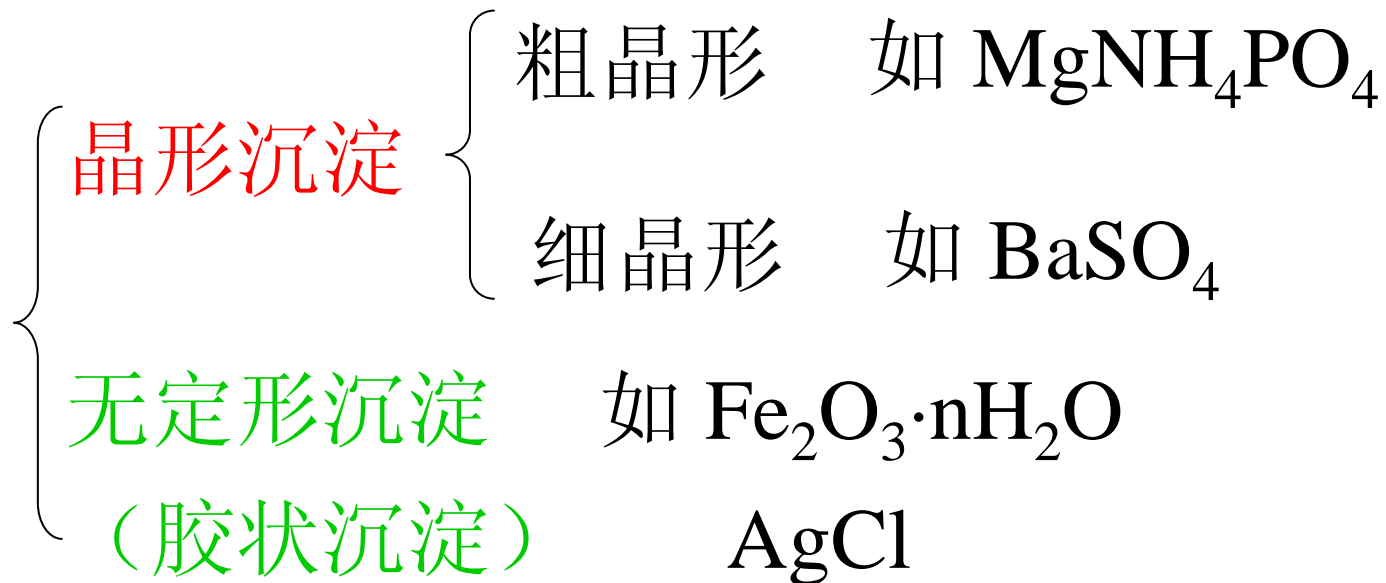 粗晶形 如 MgNH₄PO₄
晶形沉淀
细晶形 如 BaSO₄
无定形沉淀 如 Fe₂O₃·nH₂O
（胶状沉淀） AgCl